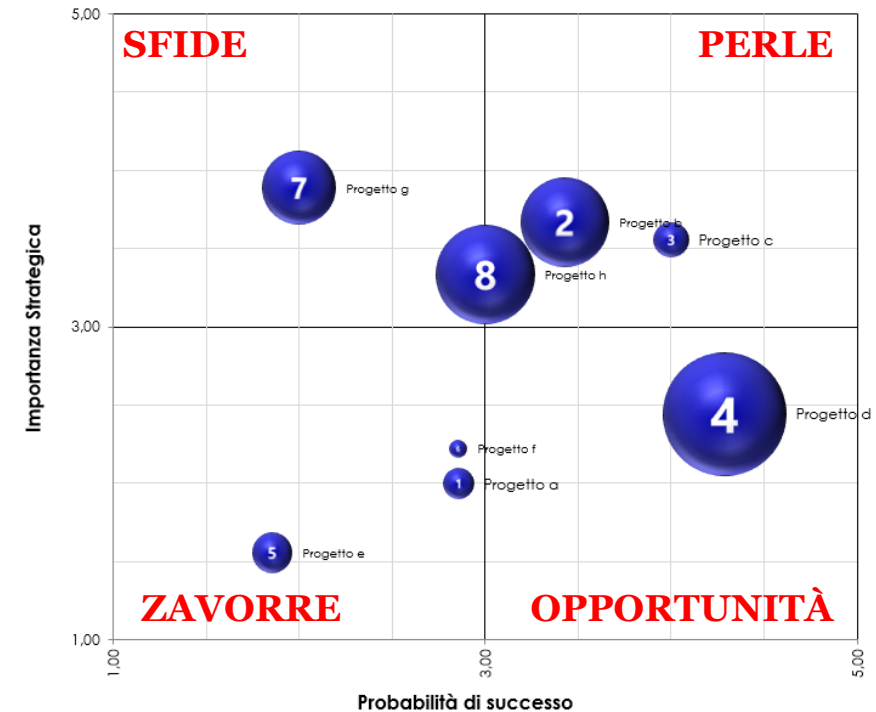 5,00
SFIDE
PERLE
7
Progetto g
2
Progetto b
3
Progetto c
8
Progetto h
Importanza Strategica
3,00
4
Progetto d
Progetto f
1
Progetto a
5
Progetto e
ZAVORRE
OPPORTUNITÀ
1,00
1,00
3,00
5,00
Probabilità di successo